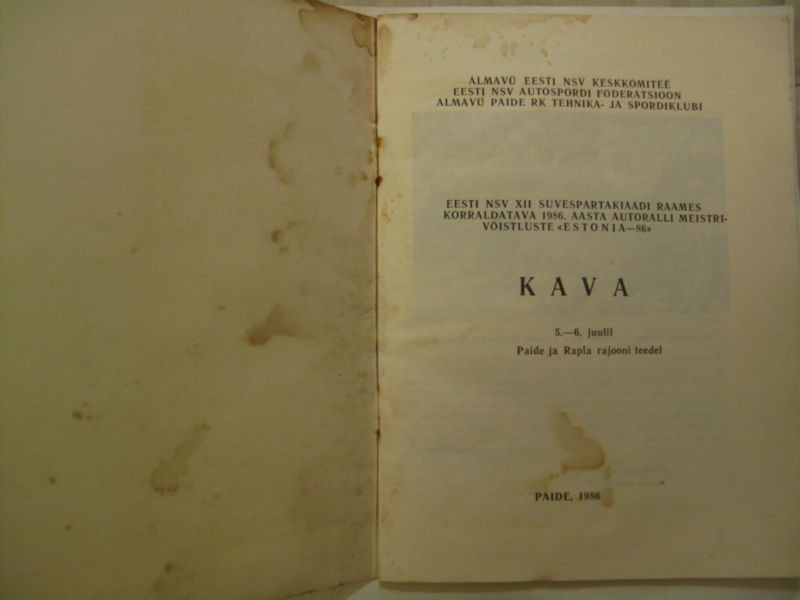 ALMAVÜ EESTI NSV KESKKOMITEE
EESTI NSV AUTOSPORDI FÖDERATSIOON
ALMAVÜ PAIDE RK TEHNIKA- JA SPORDIKLUBI
EESTI NSV XII SUVESPARTAKIAADI RAAMES
KORRALDATAVA 1986. AASTA AUTORALLI MEISTRI-
VÕISTLUSTE «ESTONIA—86»
KAVA
5.—6. juulil
Paide ja Rapla rajooni teedel
PAIDE, 1986